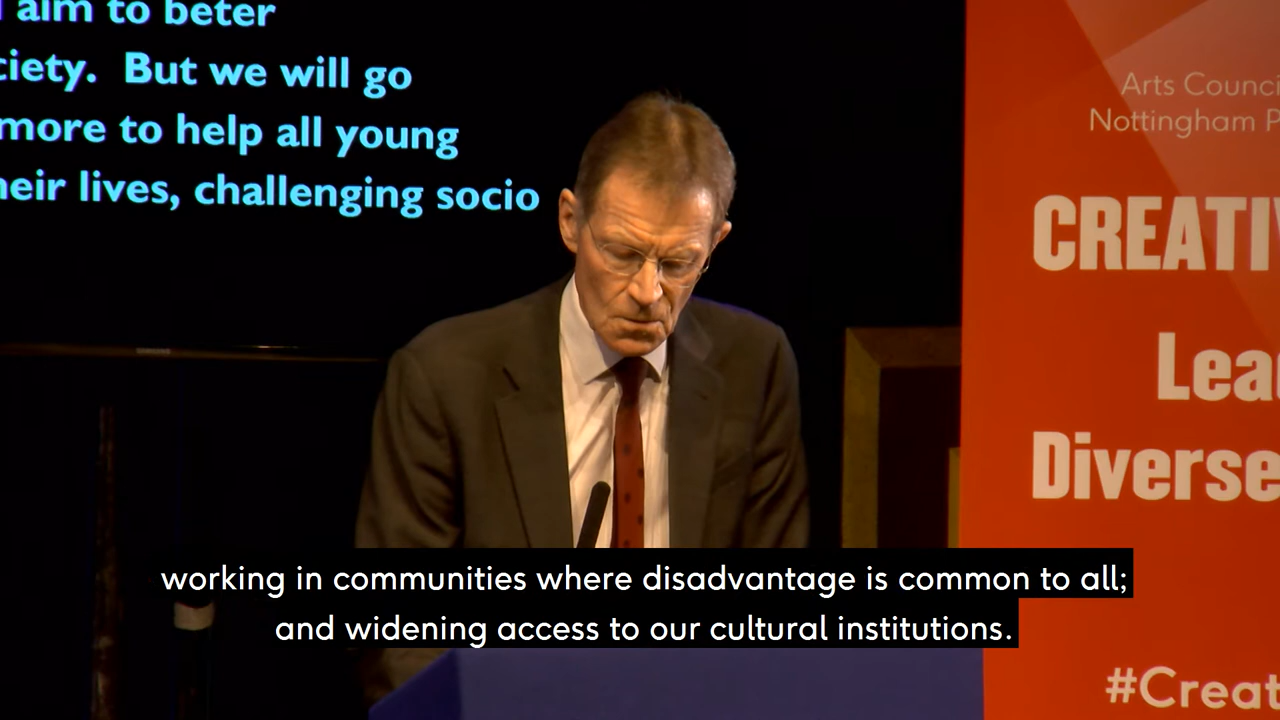 aim to beter
ciety. But we will go
more to help all young
heir lives, challenging socio
Arts Counci
Nottingham P
CREATIV
Lea
Diverse
#Creat
SAMSUNG
working in communities where disadvantage is common to all;
and widening access to our cultural institutions.